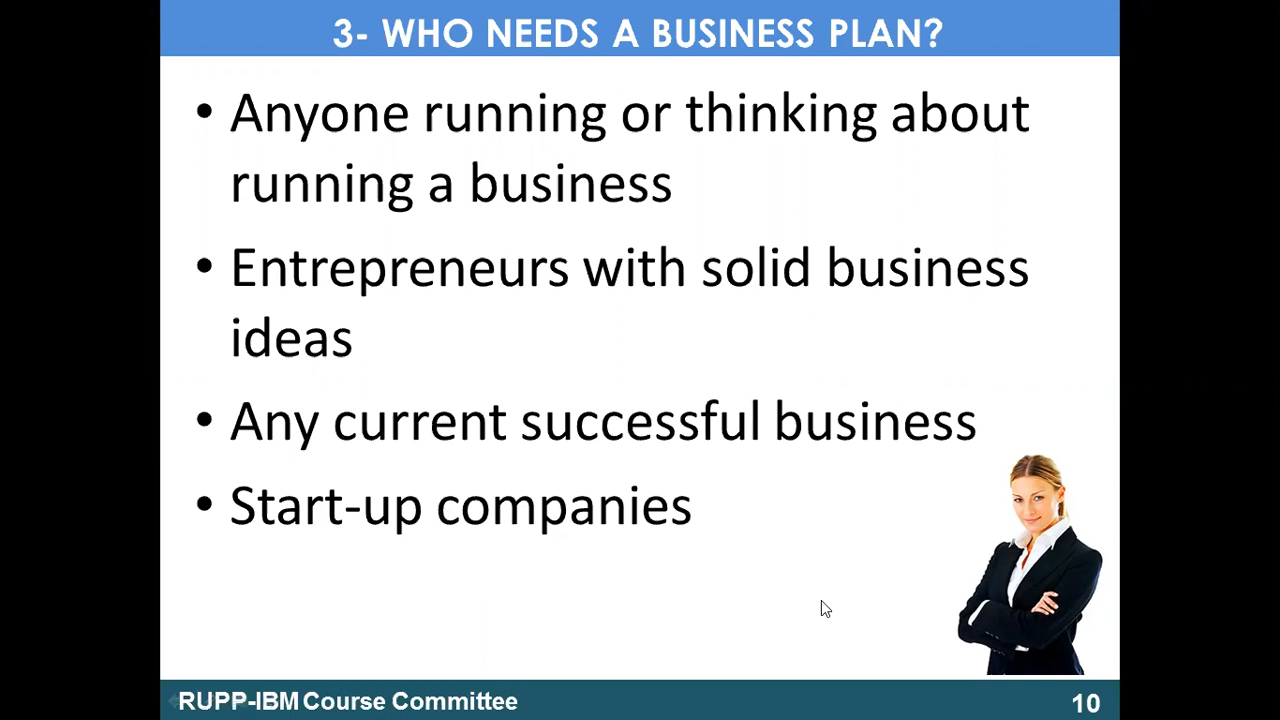 3- WHO NEEDS A BUSINESS PLAN?
• Anyone running or thinking about
running a business
• Entrepreneurs with solid business
ideas
• Any current successful business
• Start-up companies
RUPP-IBM Course Committee
10